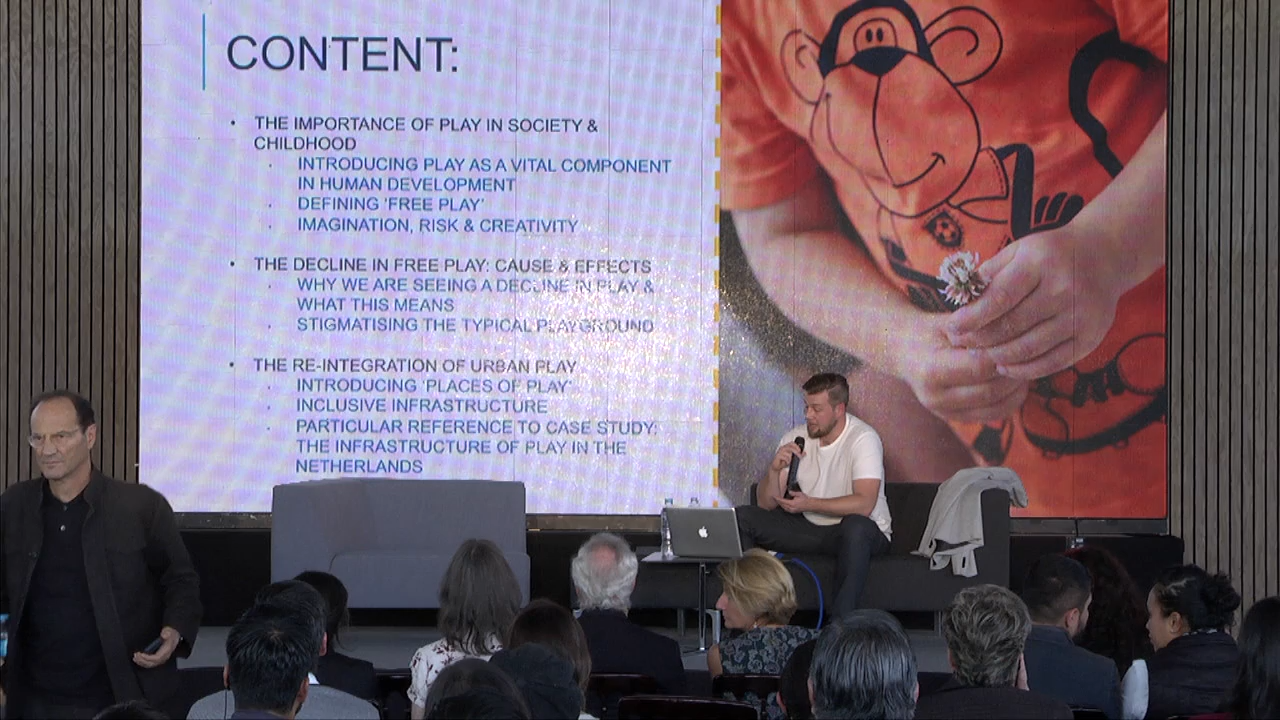 CONTENT:
• THE IMPORTANCE OF PLAY IN SOCIETY &
CHILDHOOD
• INTRODUCING PLAY AS A VITAL COMPONENT
IN HUMAN DEVELOPMENT
• DEFINING 'FREE PLAY'
• IMAGINATION, RISK & CREATIVITY
• THE DECLINE IN FREE PLAY: CAUSE & EFFECTS
• WHY WE ARE SEEING A DECLINE IN PLAY &
WHAT THIS MEANS
• STIGMATISING THE TYPICAL PLAYGROUND
• THE RE-INTEGRATION OF URBAN PLAY
• INTRODUCING 'PLACES OF PLAY'
• INCLUSIVE INFRASTRUCTURE
• PARTICULAR REFERENCE TO CASE STUDY:
THE INFRASTRUCTURE OF PLAY IN THE
NETHERLANDS